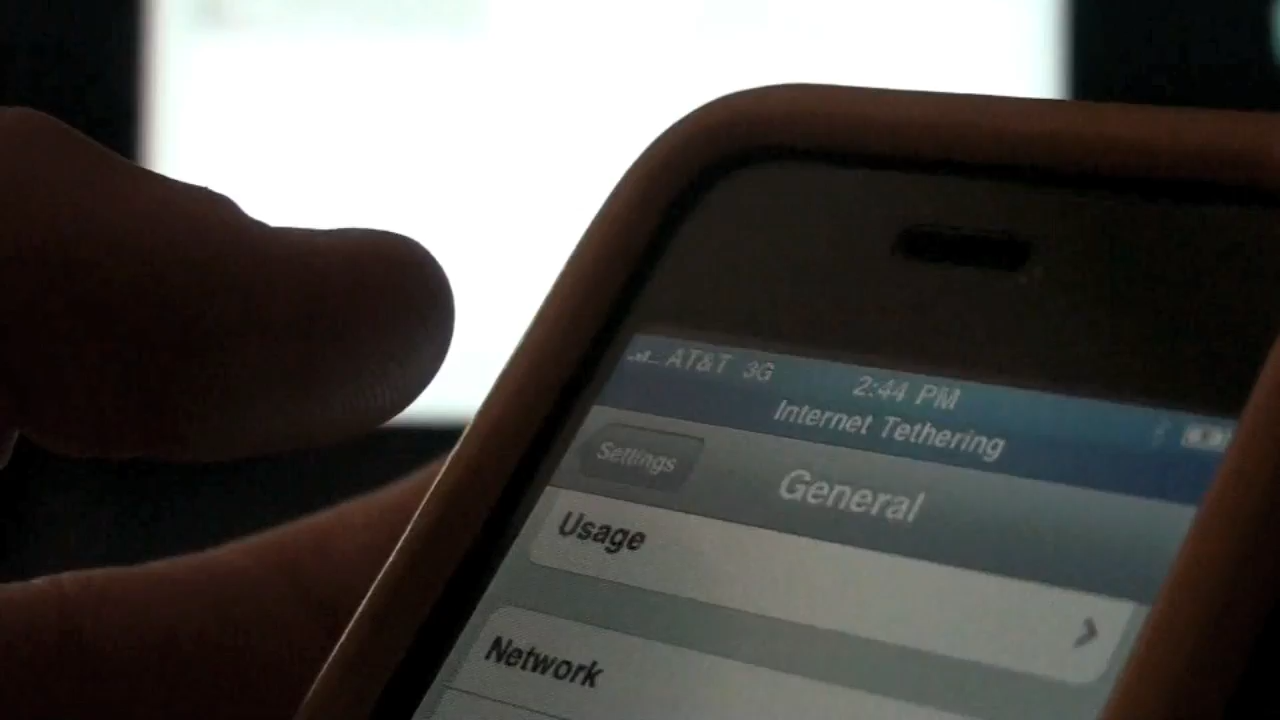 AT&T 3G 2:44 PM
Internet Tethering
Settings
General
Usage
Network